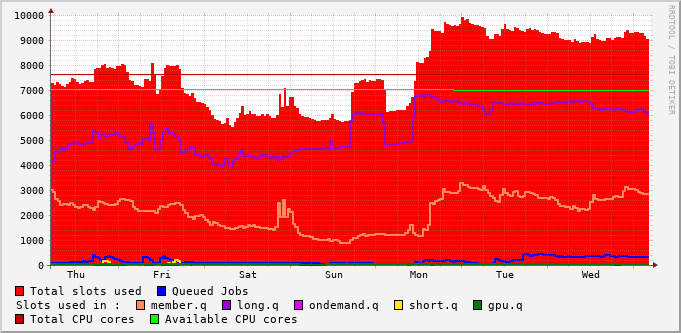 10000
9000
8000
7000
6000
5000
4000
3000
2000
1000
0
Thu Fri Sat Sun Mon Tue Wed
RRDTOOL / TOBI OETIKER
Total slots used Queued Jobs
Slots used in : member.q long.q ondemand.q short.q gpu.q
Total CPU cores Available CPU cores